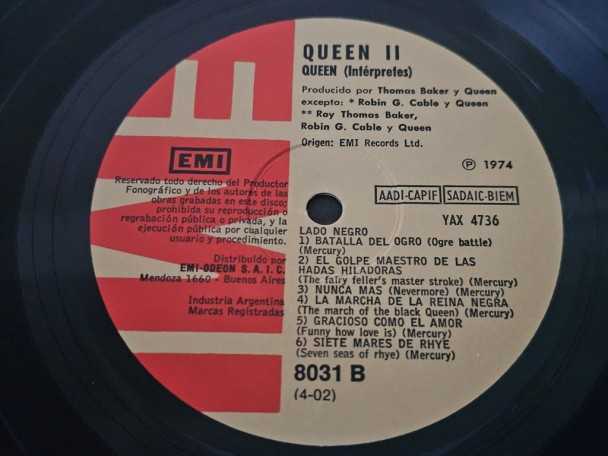 QUEEN II
QUEEN (Intérpretes)
Producido por Thomas Baker y Queen
excepto: * Robin G. Cable y Queen
** Roy Thomas Baker,
Robin G. Cable y Queen
Origen: EMI Records Ltd.
EMI
℗ 1974
Reservado todo derecho del Productor
Fonográfico y de los autores de las
obras grabadas en este disco;
prohibida su reproducción o
regrabación pública o privada, y la
ejecución pública por cualquier
usuario y procedimiento.
Distribuido por
EMI-ODEON S.A.I.C.
Mendoza 1660 - Buenos Aires
Industria Argentina
Marcas Registradas
AADI-CAPIF SADAIC-BIEM
YAX 4736
LADO NEGRO
1) BATALLA DEL OGRO (Ogre battle)
(Mercury)
2) EL GOLPE MAESTRO DE LAS
HADAS HILADORAS
(The fairy feller's master stroke) (Mercury)
3) NUNCA MAS (Nevermore) (Mercury)
4) LA MARCHA DE LA REINA NEGRA
(The march of the black Queen) (Mercury)
5) GRACIOSO COMO EL AMOR
(Funny how love is) (Mercury)
6) SIETE MARES DE RHYE
(Seven seas of rhye) (Mercury)
8031 B
(4-02)